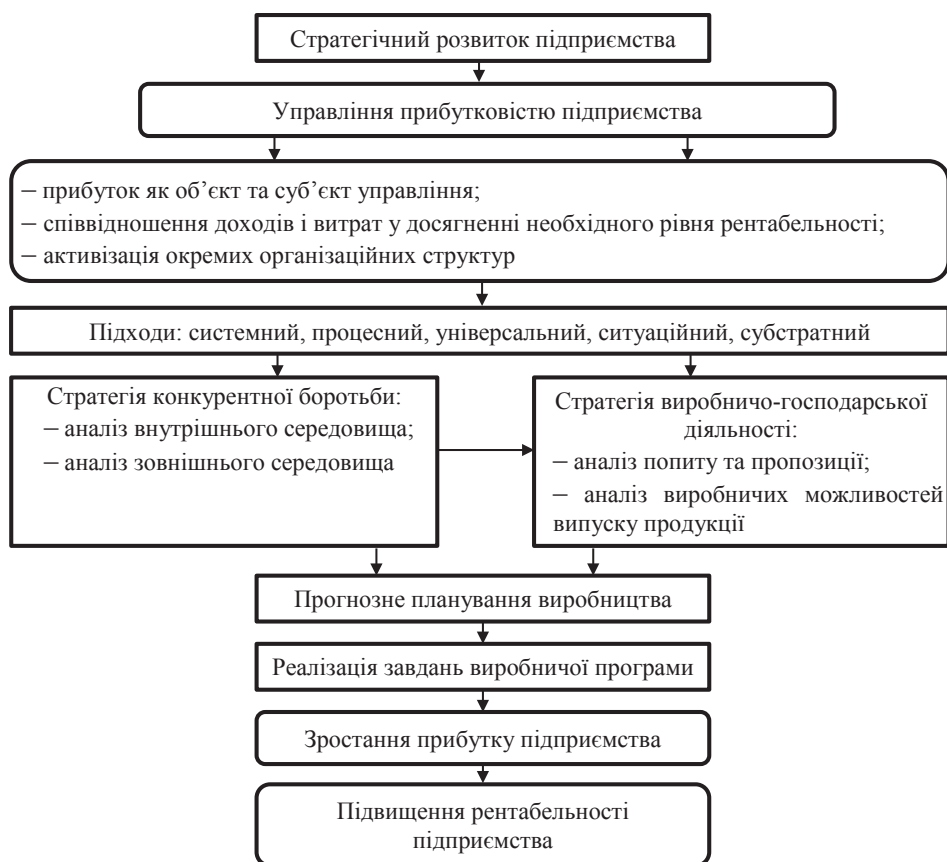 Стратегічний розвиток підприємства
Управління прибутковістю підприємства
– прибуток як об’єкт та суб’єкт управління;
– співвідношення доходів і витрат у досягненні необхідного рівня рентабельності;
– активізація окремих організаційних структур
Підходи: системний, процесний, універсальний, ситуаційний, субстратний
Стратегія конкурентної боротьби:
– аналіз внутрішнього середовища;
– аналіз зовнішнього середовища
Стратегія виробничо-господарської
діяльності:
– аналіз попиту та пропозиції;
– аналіз виробничих можливостей
випуску продукції
Прогнозне планування виробництва
Реалізація завдань виробничої програми
Зростання прибутку підприємства
Підвищення рентабельності
підприємства